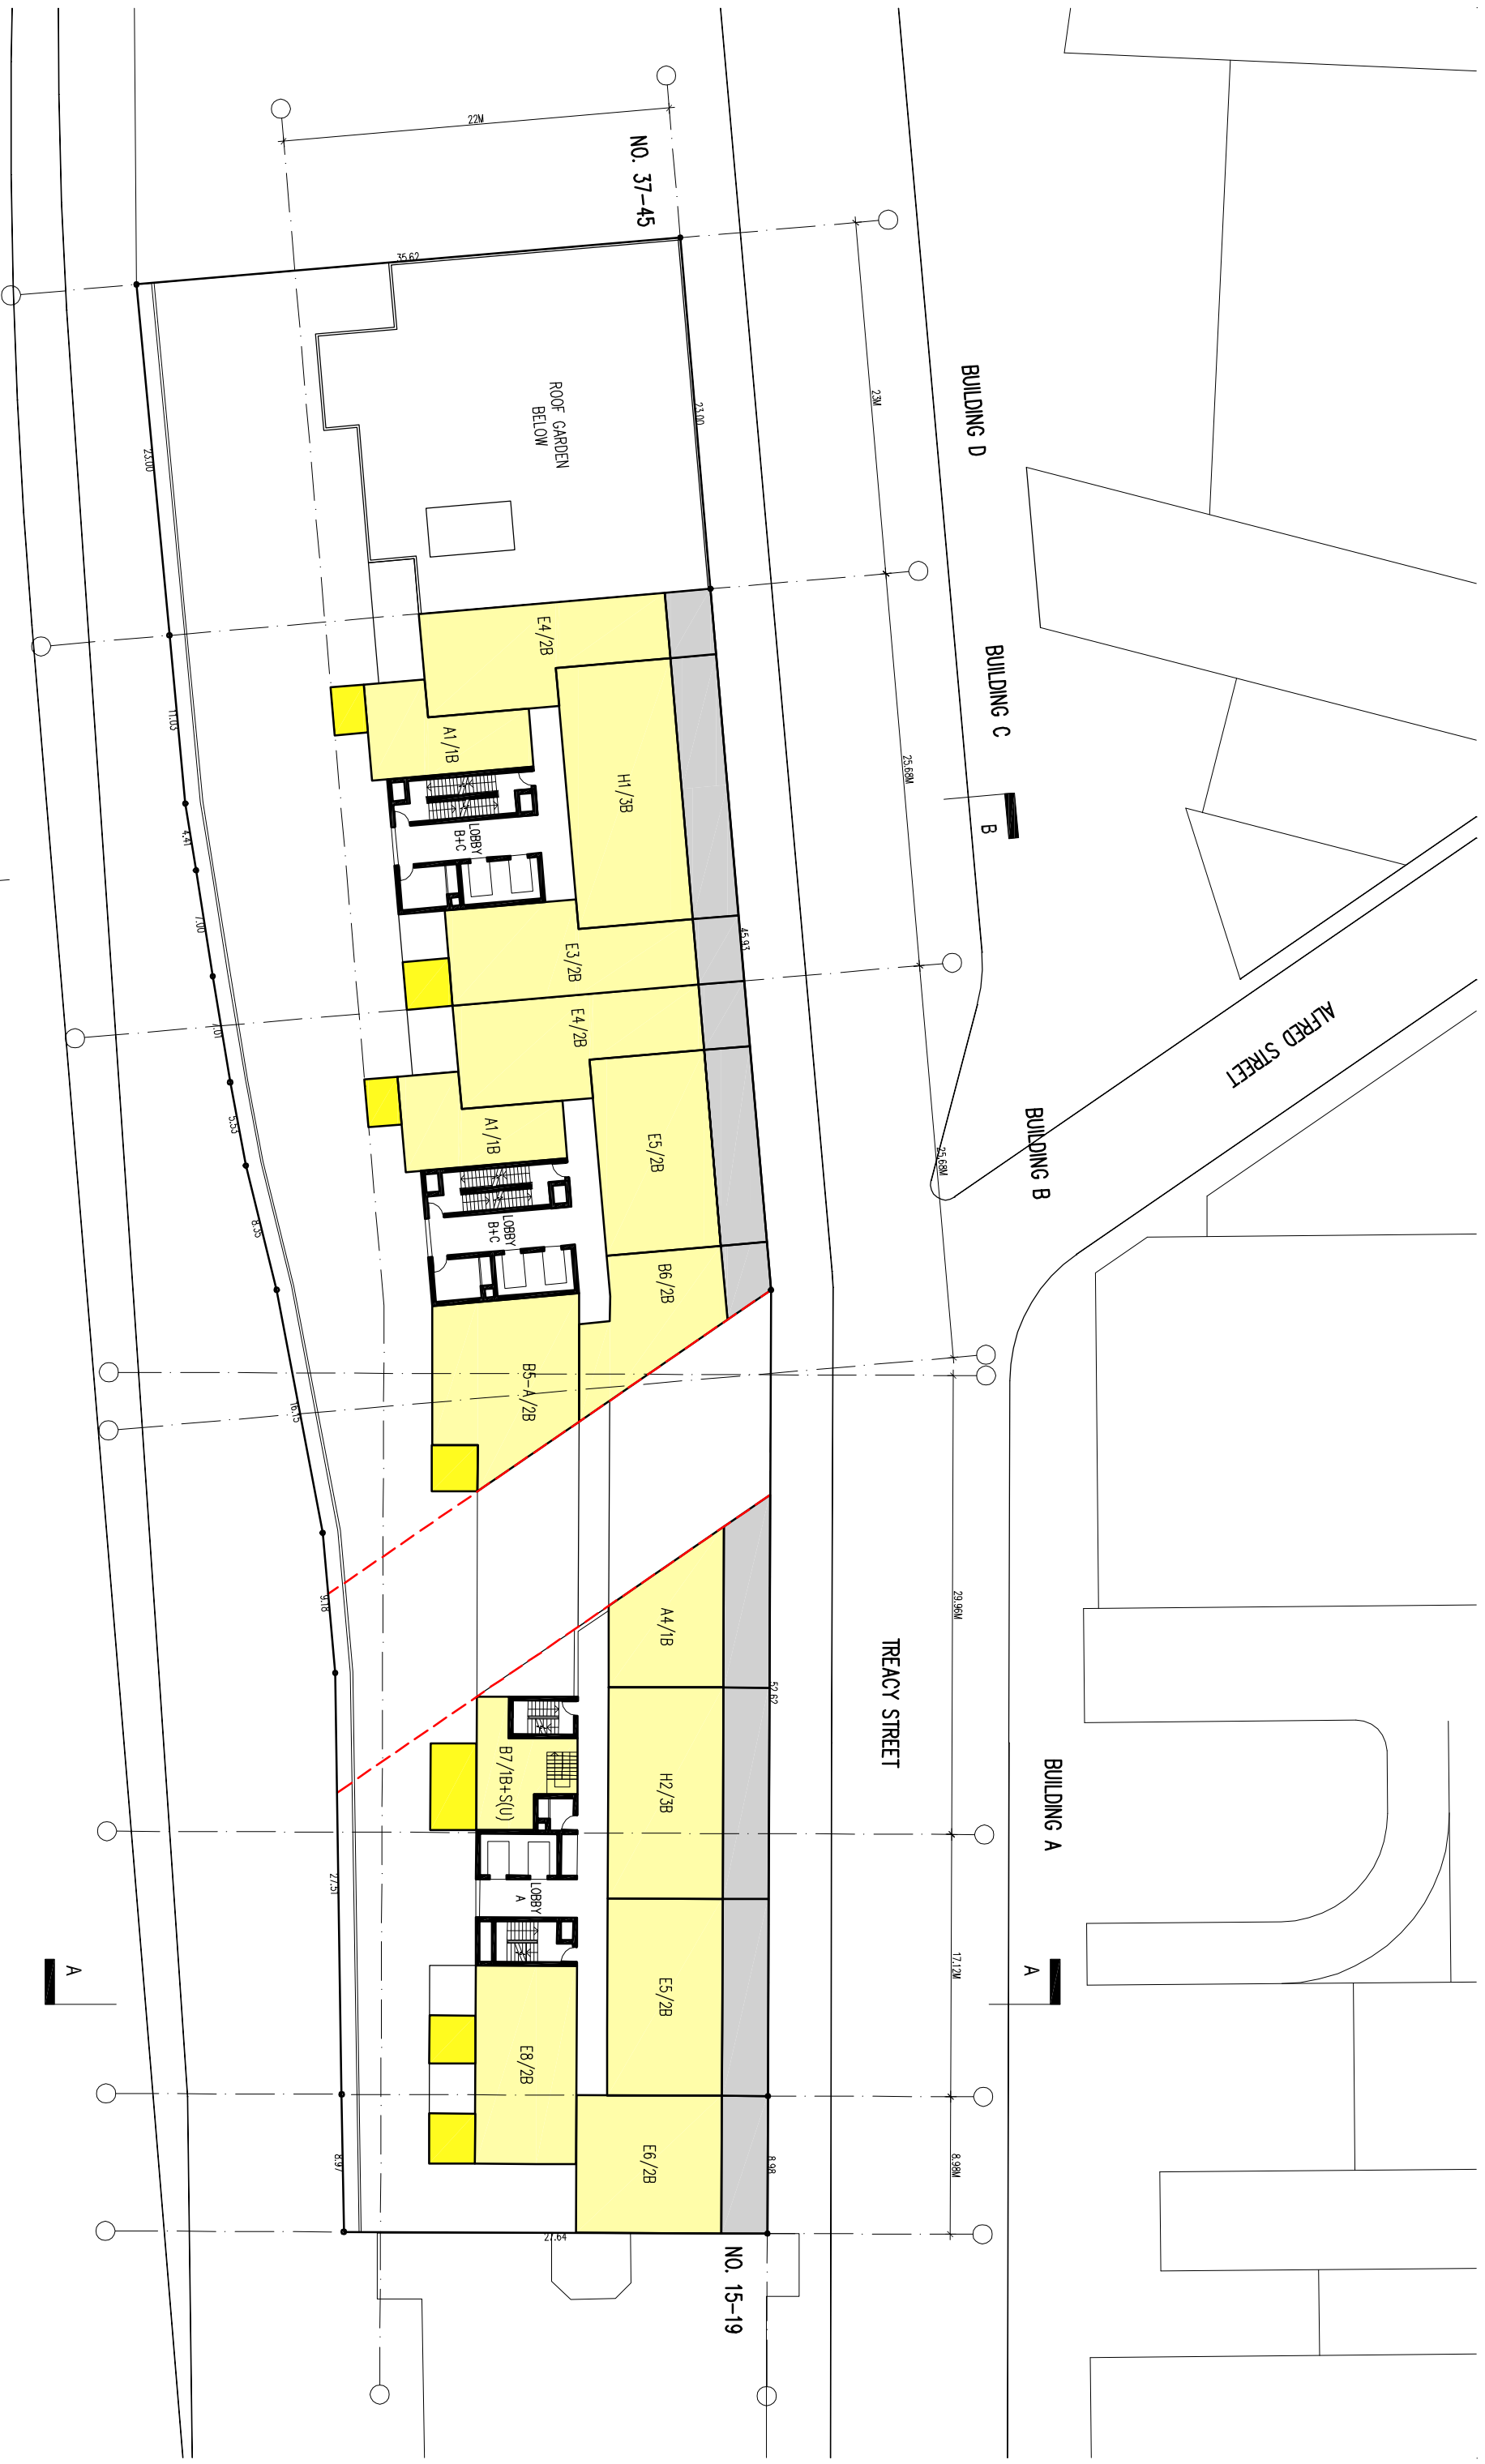 22M
NO. 37-45
35.62
BUILDING D
23M
23.00
ROOF GARDEN
BELOW
23.00
E4/2B
BUILDING C
11.03
A1/1B
H1/3B
25.68M
B
4.41
LOBBY
B+C
7.00
E3/2B
45.93
7.01
E4/2B
ALFRED STREET
5.53
A1/1B
E5/2B
BUILDING B
25.68M
8.35
LOBBY
B+C
B6/2B
16.15
B5-A/2B
9.18
A4/1B
29.96M
TREACY STREET
52.62
B7/1B+S(U)
H2/3B
BUILDING A
27.51
LOBBY
A
A
E5/2B
17.12M
A
E8/2B
8.97
E6/2B
8.98
8.98M
27.64
NO. 15-19